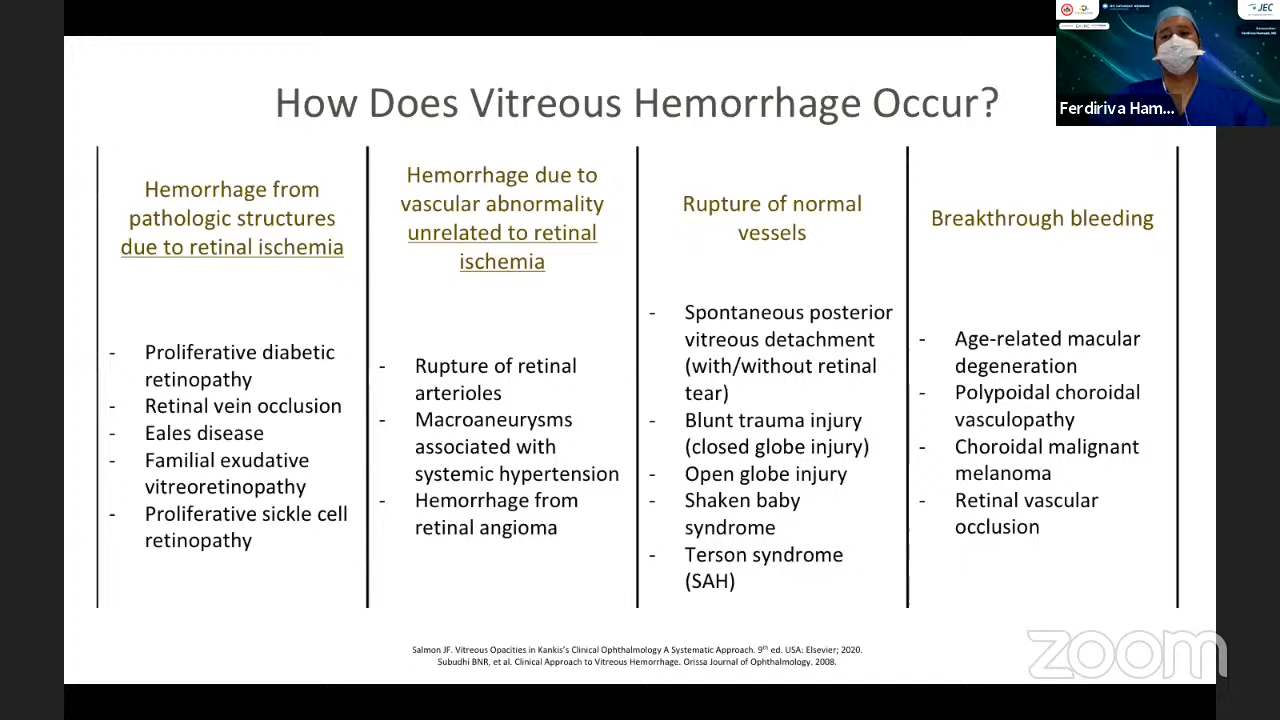 How Does Vitreous Hemorrhage Occur?
Hemorrhage from
pathologic structures
due to retinal ischemia
- Proliferative diabetic
retinopathy
- Retinal vein occlusion
- Eales disease
- Familial exudative
vitreoretinopathy
- Proliferative sickle cell
retinopathy
Hemorrhage due to
vascular abnormality
unrelated to retinal
ischemia
- Rupture of retinal
arterioles
- Macroaneurysms
associated with
systemic hypertension
- Hemorrhage from
retinal angioma
Rupture of normal
vessels
- Spontaneous posterior
vitreous detachment
(with/without retinal
tear)
- Blunt trauma injury
(closed globe injury)
- Open globe injury
- Shaken baby
syndrome
- Terson syndrome
(SAH)
Breakthrough bleeding
- Age-related macular
degeneration
- Polypoidal choroidal
vasculopathy
- Choroidal malignant
melanoma
- Retinal vascular
occlusion
Salmon JF. Vitreous Opacities in Kankis's Clinical Ophthalmology A Systematic Approach. 9th ed. USA: Elsevier; 2020.
Subudhi BNR, et al. Clinical Approach to Vitreous Hemorrhage. Orissa Journal of Ophthalmology. 2008.
JEC
Ferdiriva Ham...
zoom